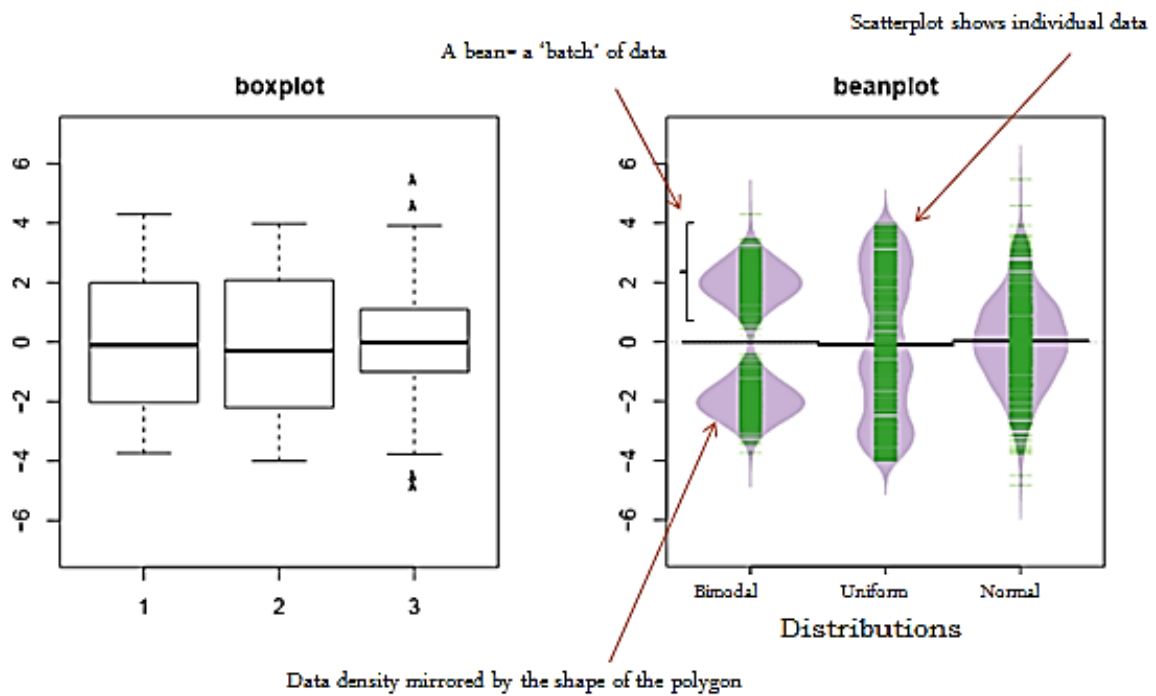 Scatterplot shows individual data
A bean= a 'batch' of data
boxplot
beanplot
6
4
2
0
-2
-4
-6
1
2
3
6
4
2
0
-2
-4
-6
Bimodal
Uniform
Normal
Distributions
Data density mirrored by the shape of the polygon